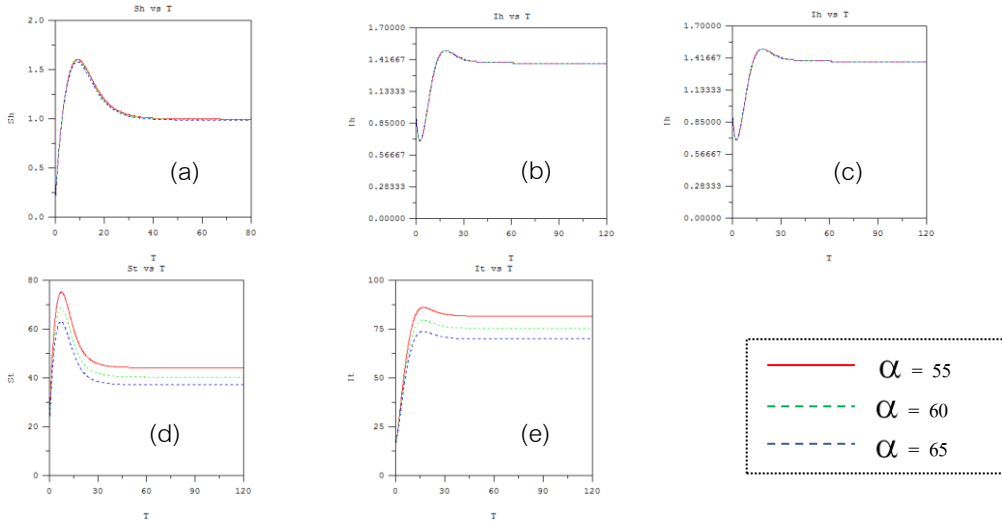 Sh vs T
2.0
1.5
1.0
0.5
0.0
Sh
0
20
40
60
80
T
(a)
Ih vs T
1.70000
1.41667
1.13333
0.85000
0.56667
0.28333
0.00000
Ih
0
30
60
90
120
T
(b)
Ih vs T
1.70000
1.41667
1.13333
0.85000
0.56667
0.28333
0.00000
Ih
0
30
60
90
120
T
(c)
St vs T
80
60
40
20
0
St
0
30
60
90
120
T
(d)
It vs T
100
75
50
25
0
It
0
30
60
90
120
T
(e)
α = 55
α = 60
α = 65